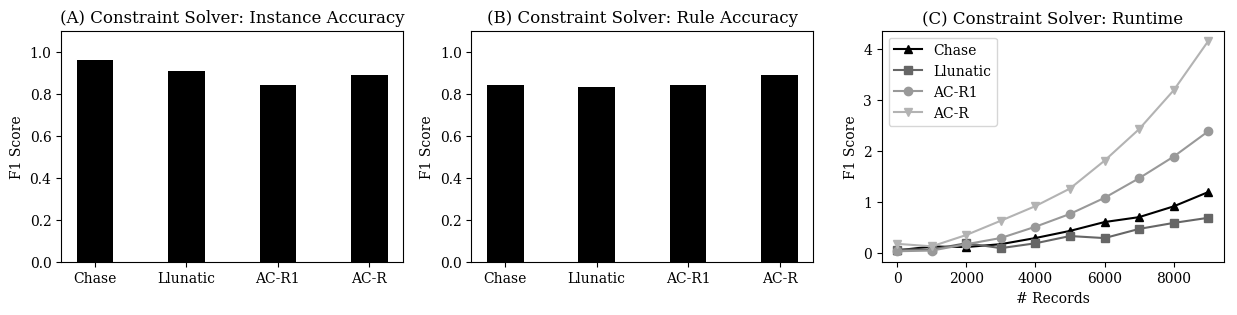 (A) Constraint Solver: Instance Accuracy
F1 Score
1.0
0.8
0.6
0.4
0.2
0.0
Chase Llunatic AC-R1 AC-R
(B) Constraint Solver: Rule Accuracy
F1 Score
1.0
0.8
0.6
0.4
0.2
0.0
Chase Llunatic AC-R1 AC-R
(C) Constraint Solver: Runtime
F1 Score
4
3
2
1
0
Chase
Llunatic
AC-R1
AC-R
0 2000 4000 6000 8000
# Records